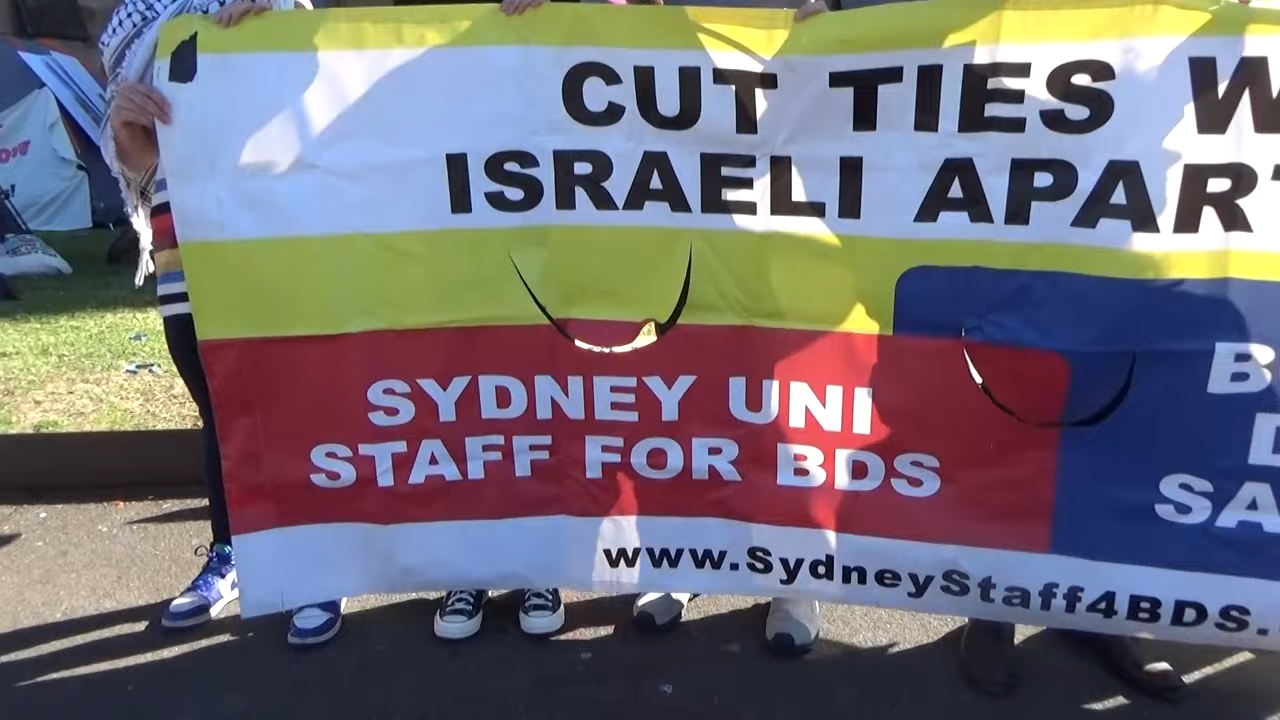 CUT TIES W
ISRAELI APART
SYDNEY UNI
STAFF FOR BDS
B
D
SA
www.SydneyStaff4BDS.